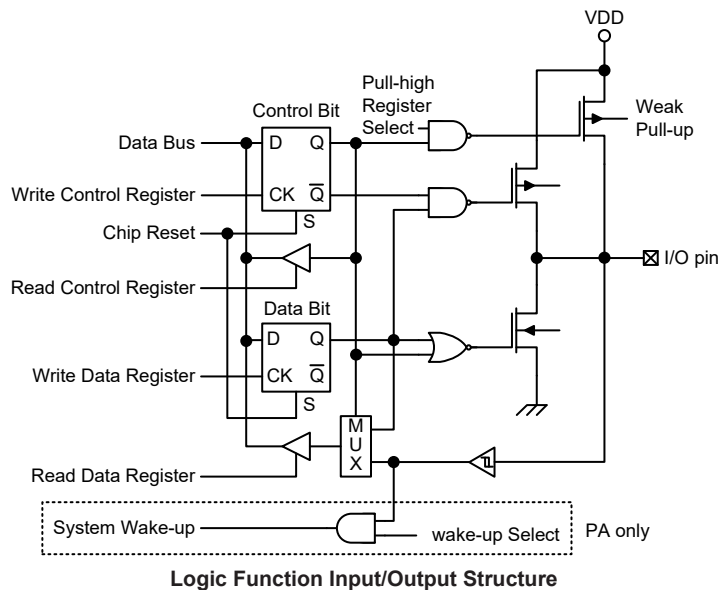 VDD
Pull-high
Register
Select
Weak
Pull-up
Control Bit
Data Bus
D Q
Write Control Register
CK Q
S
Chip Reset
I/O pin
Read Control Register
Data Bit
D Q
Write Data Register
CK Q
S
M
U
X
Read Data Register
System Wake-up
wake-up Select
PA only
Logic Function Input/Output Structure